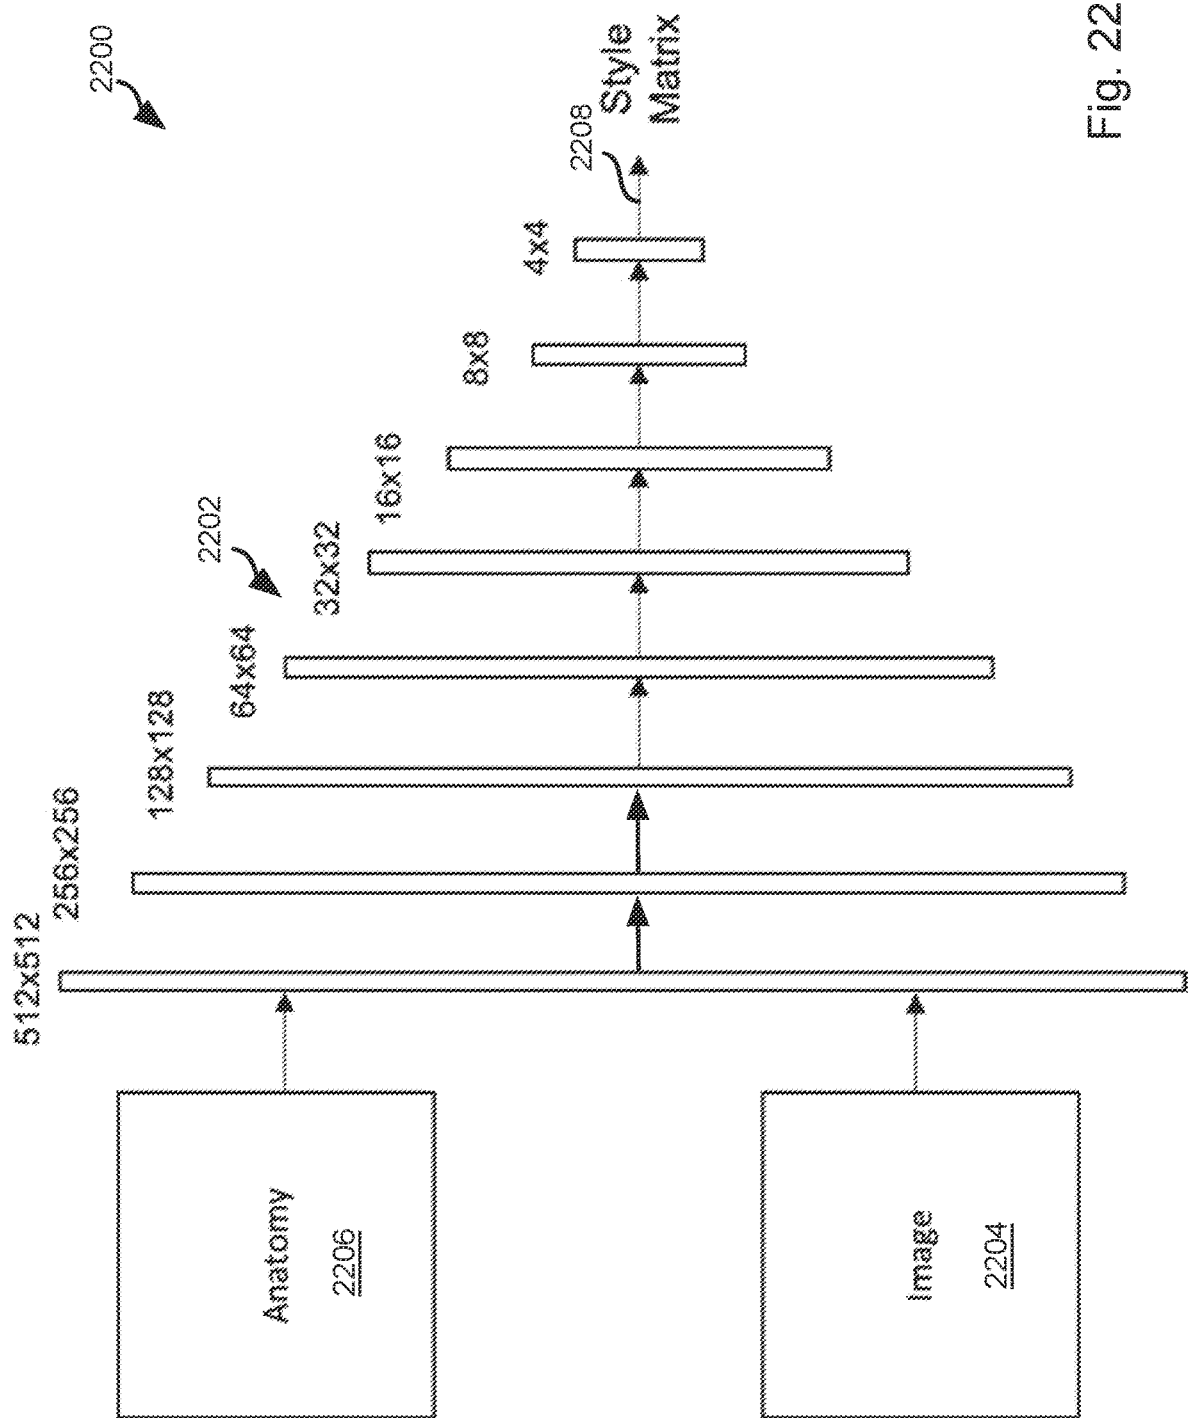 2200
512x512
256x256
128x128
64x64
2202
32x32
16x16
8x8
4x4
2208
Style
Matrix
Anatomy
2206
Image
2204
Fig. 22